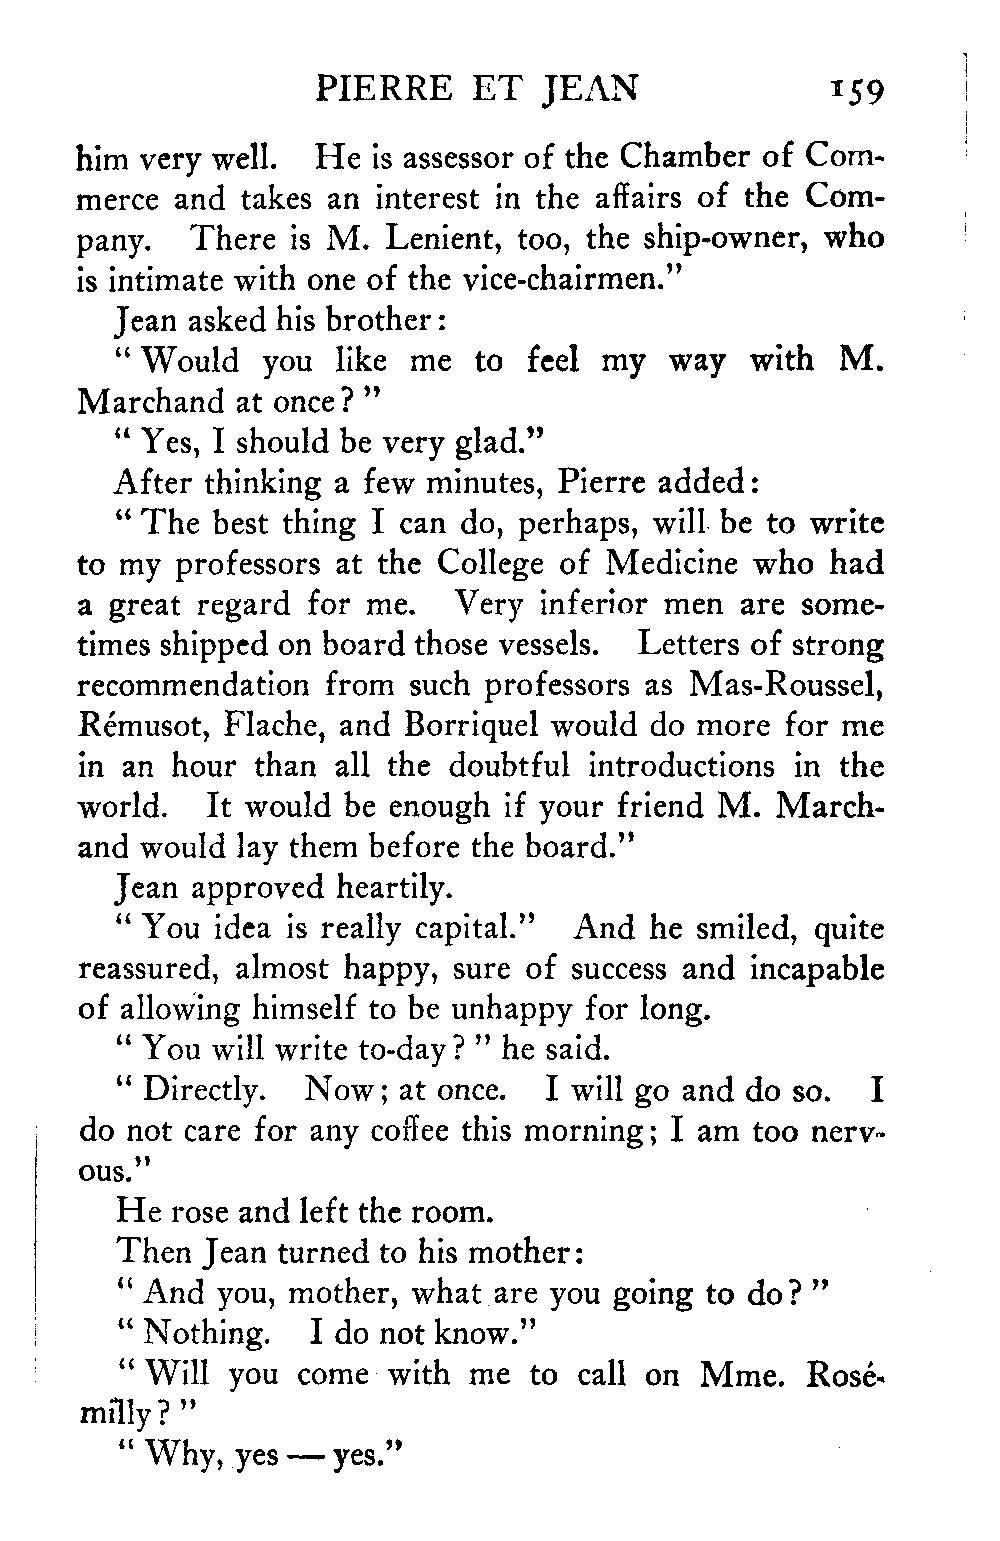 PIERRE ET JEAN 159
him very well. He is assessor of the Chamber of Com-
merce and takes an interest in the affairs of the Com-
pany. There is M. Lenient, too, the ship-owner, who
is intimate with one of the vice-chairmen."
Jean asked his brother:
"Would you like me to feel my way with M.
Marchand at once?"
"Yes, I should be very glad."
After thinking a few minutes, Pierre added:
"The best thing I can do, perhaps, will be to write
to my professors at the College of Medicine who had
a great regard for me. Very inferior men are some-
times shipped on board those vessels. Letters of strong
recommendation from such professors as Mas-Roussel,
Rémusot, Flache, and Borriquel would do more for me
in an hour than all the doubtful introductions in the
world. It would be enough if your friend M. March-
and would lay them before the board."
Jean approved heartily.
"You idea is really capital." And he smiled, quite
reassured, almost happy, sure of success and incapable
of allowing himself to be unhappy for long.
"You will write to-day?" he said.
"Directly. Now; at once. I will go and do so. I
do not care for any coffee this morning; I am too nerv-
ous."
He rose and left the room.
Then Jean turned to his mother:
"And you, mother, what are you going to do?"
"Nothing. I do not know."
"Will you come with me to call on Mme. Rosé-
milly?"
"Why, yes — yes."